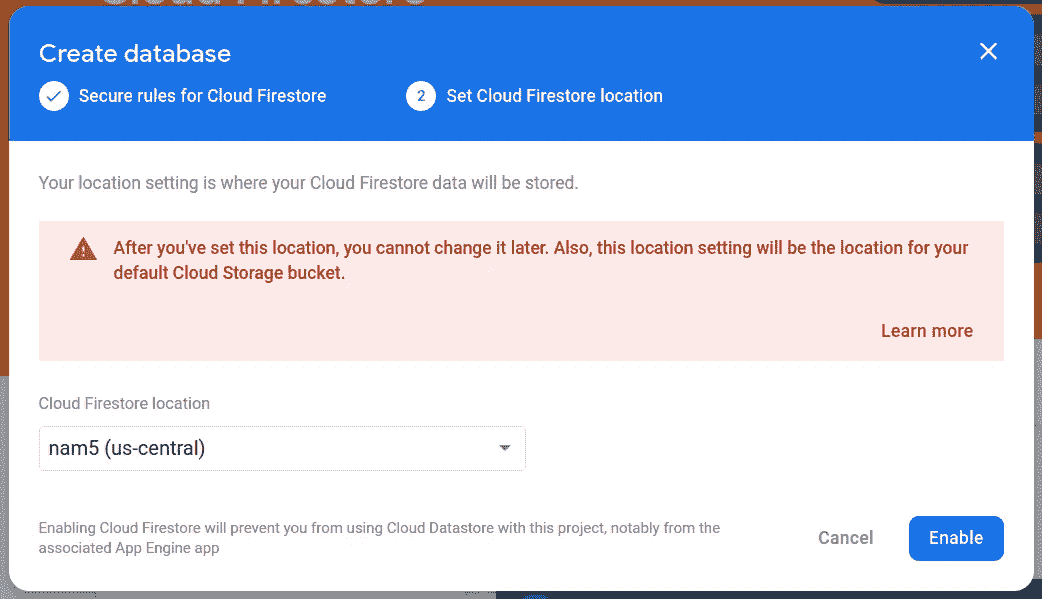 Create database
Secure rules for Cloud Firestore
2 Set Cloud Firestore location
Your location setting is where your Cloud Firestore data will be stored.
After you've set this location, you cannot change it later. Also, this location setting will be the location for your
default Cloud Storage bucket.
Learn more
Cloud Firestore location
nam5 (us-central)
Enabling Cloud Firestore will prevent you from using Cloud Datastore with this project, notably from the
associated App Engine app
Cancel
Enable